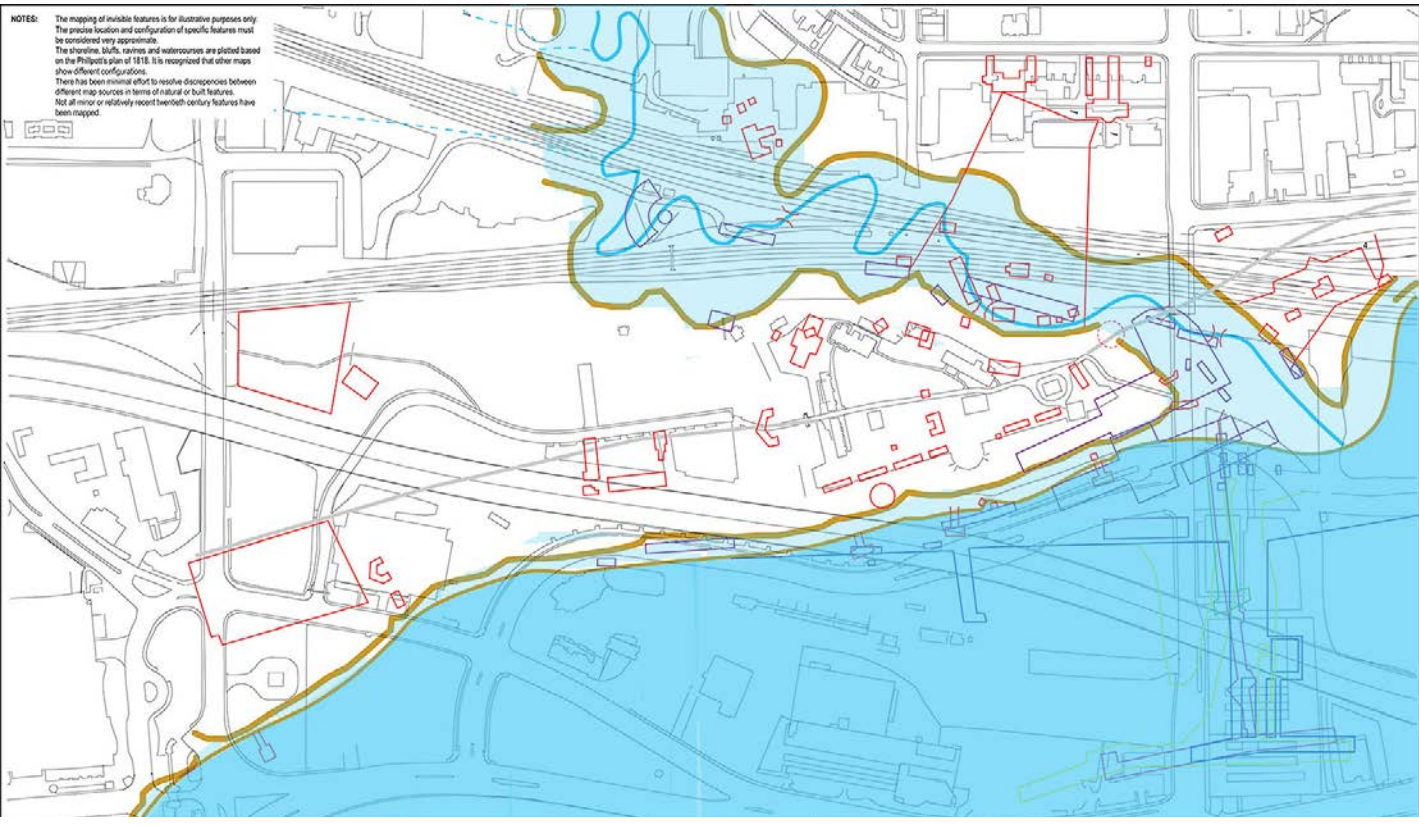 NOTES: The mapping of invisible features is for illustrative purposes only.
The precise location and configuration of specific features must
be considered very approximate.
The shoreline, bluffs, ravines and watercourses are plotted based
on the Phillpott's plan of 1818. It is recognized that other maps
show different configurations.
There has been minimal effort to resolve discrepancies between
different map sources in terms of natural or built features.
Not all minor or relatively recent twentieth century features have
been mapped.
4